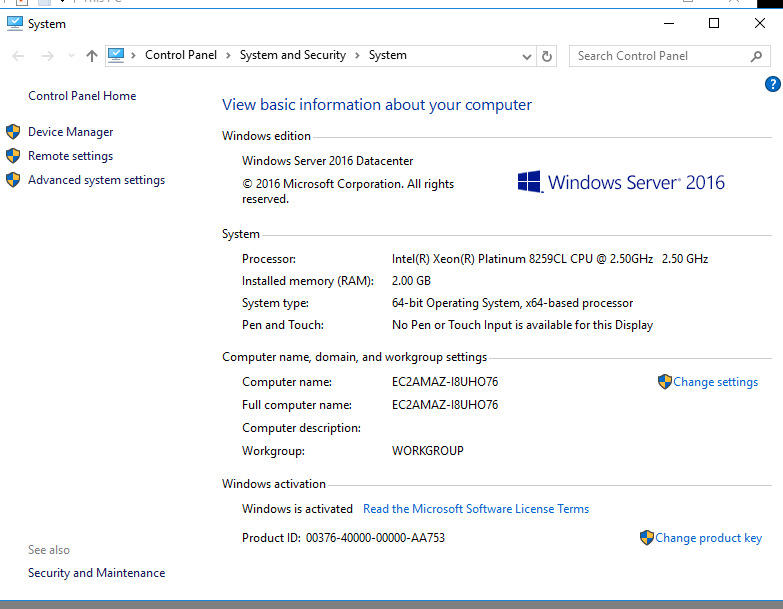 This PC
System
Control Panel > System and Security > System
Search Control Panel
?
Control Panel Home
View basic information about your computer
Device Manager
Remote settings
Advanced system settings
Windows edition
Windows Server 2016 Datacenter
© 2016 Microsoft Corporation. All rights
reserved.
Windows Server® 2016
System
Processor: Intel(R) Xeon(R) Platinum 8259CL CPU @ 2.50GHz 2.50 GHz
Installed memory (RAM): 2.00 GB
System type: 64-bit Operating System, x64-based processor
Pen and Touch: No Pen or Touch Input is available for this Display
Computer name, domain, and workgroup settings
Computer name: EC2AMAZ-I8UHO76
Change settings
Full computer name: EC2AMAZ-I8UHO76
Computer description:
Workgroup: WORKGROUP
Windows activation
Windows is activated Read the Microsoft Software License Terms
Product ID: 00376-40000-00000-AA753
Change product key
See also
Security and Maintenance